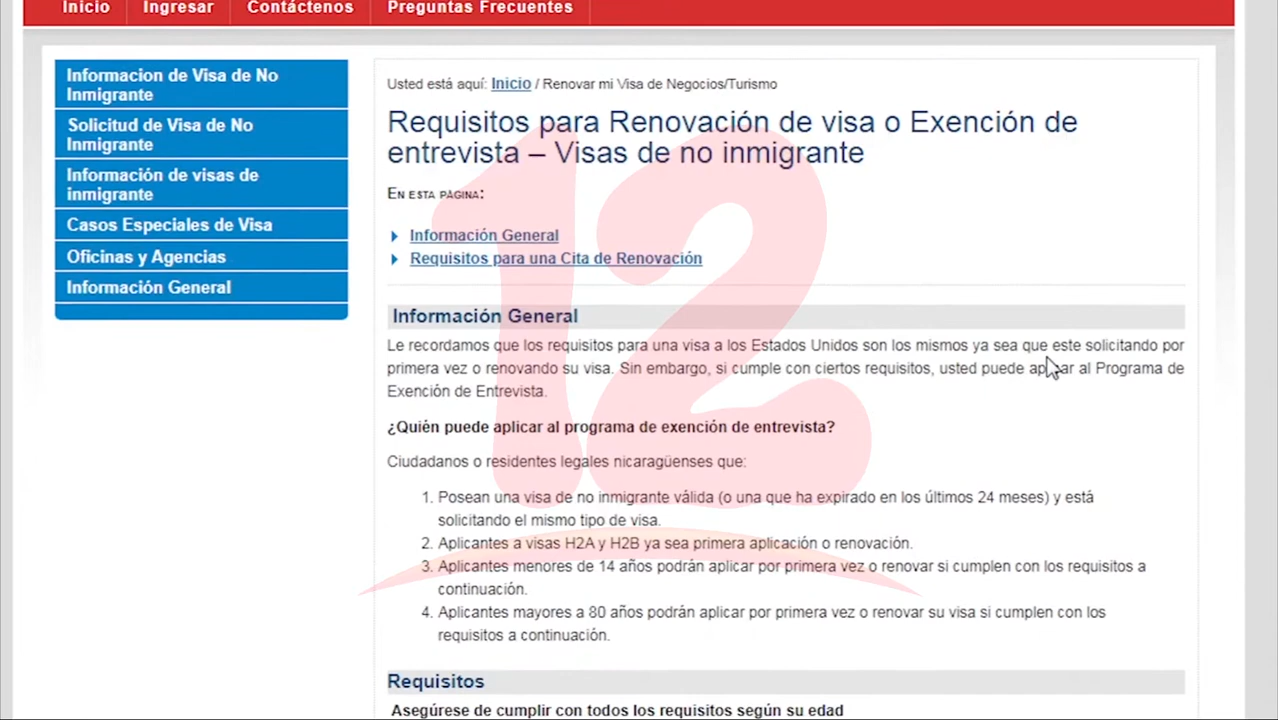 Inicio Ingresar Contáctenos Preguntas Frecuentes
Informacion de Visa de No
Inmigrante
Solicitud de Visa de No
Inmigrante
Información de visas de
inmigrante
Casos Especiales de Visa
Oficinas y Agencias
Información General
Usted está aquí: Inicio / Renovar mi Visa de Negocios/Turismo
Requisitos para Renovación de visa o Exención de
entrevista – Visas de no inmigrante
En esta página:
Información General
Requisitos para una Cita de Renovación
Información General
Le recordamos que los requisitos para una visa a los Estados Unidos son los mismos ya sea que este solicitando por
primera vez o renovando su visa. Sin embargo, si cumple con ciertos requisitos, usted puede aplicar al Programa de
Exención de Entrevista.
¿Quién puede aplicar al programa de exención de entrevista?
Ciudadanos o residentes legales nicaragüenses que:
1. Posean una visa de no inmigrante válida (o una que ha expirado en los últimos 24 meses) y está
solicitando el mismo tipo de visa.
2. Aplicantes a visas H2A y H2B ya sea primera aplicación o renovación.
3. Aplicantes menores de 14 años podrán aplicar por primera vez o renovar si cumplen con los requisitos a
continuación.
4. Aplicantes mayores a 80 años podrán aplicar por primera vez o renovar su visa si cumplen con los
requisitos a continuación.
Requisitos
Asegúrese de cumplir con todos los requisitos según su edad
12